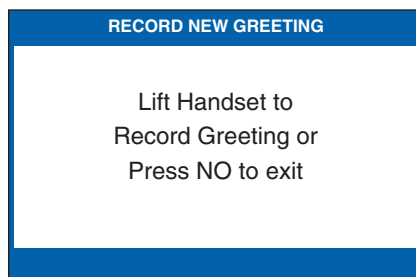 RECORD NEW GREETING
Lift Handset to
Record Greeting or
Press NO to exit